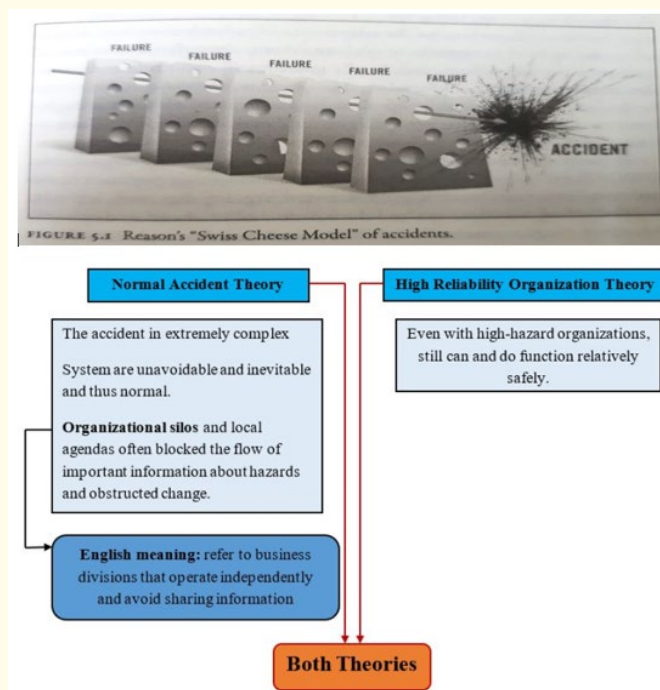 FAILURE
FAILURE
FAILURE
FAILURE
FAILURE
ACCIDENT
FIGURE 5.1 Reason's "Swiss Cheese Model" of accidents.
Normal Accident Theory
High Reliability Organization Theory
The accident in extremely complex
System are unavoidable and inevitable
and thus normal.
Organizational silos and local
agendas often blocked the flow of
important information about hazards
and obstructed change.
Even with high-hazard organizations,
still can and do function relatively
safely.
English meaning: refer to business
divisions that operate independently
and avoid sharing information
Both Theories